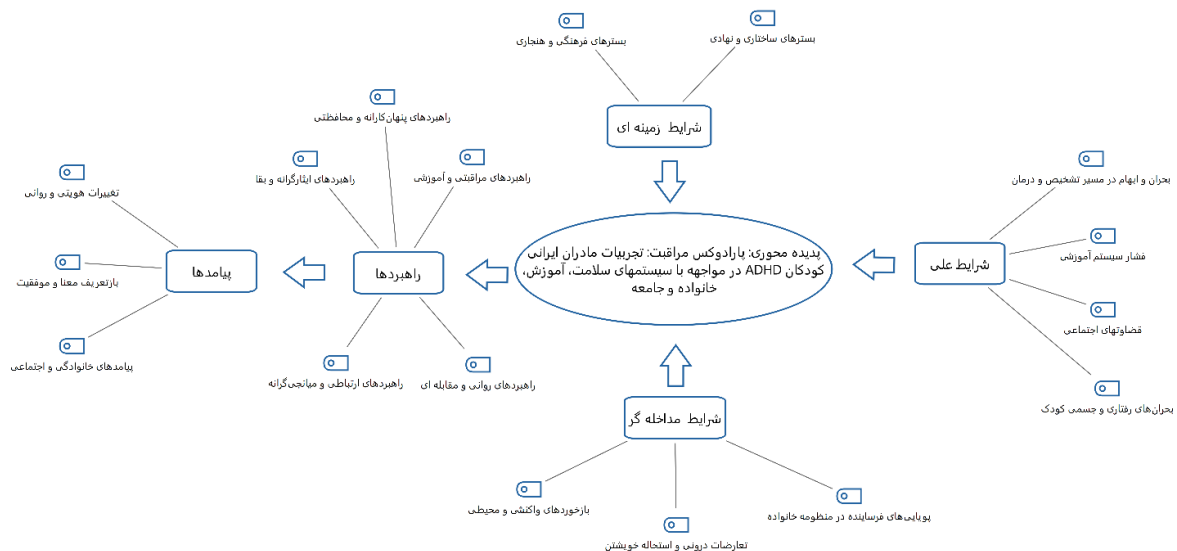 بسترهای ساختاری و نهادی
بسترهای فرهنگی و هنجاری
شرایط زمینه ای
بحران و ابهام در مسیر تشخیص و درمان
فشار سیستم آموزشی
شرایط علی
قضاوتهای اجتماعی
بحران‌های رفتاری و جسمی کودک
پدیده محوری: پارادوکس مراقبت: تجربیات مادران ایرانی
کودکان ADHD در مواجهه با سیستمهای سلامت، آموزش،
خانواده و جامعه
شرایط مداخله گر
پویایی‌های فرساینده در منظومه خانواده
تعارضات درونی و استحاله خویشتن
بازخوردهای واکنشی و محیطی
راهبردهای پنهان‌کارانه و محافظتی
راهبردهای مراقبتی و آموزشی
راهبردهای ایثارگرانه و بقا
راهبردها
راهبردهای روانی و مقابله ای
راهبردهای ارتباطی و میانجی‌گرانه
تغییرات هویتی و روانی
پیامدها
بازتعریف معنا و موفقیت
پیامدهای خانوادگی و اجتماعی